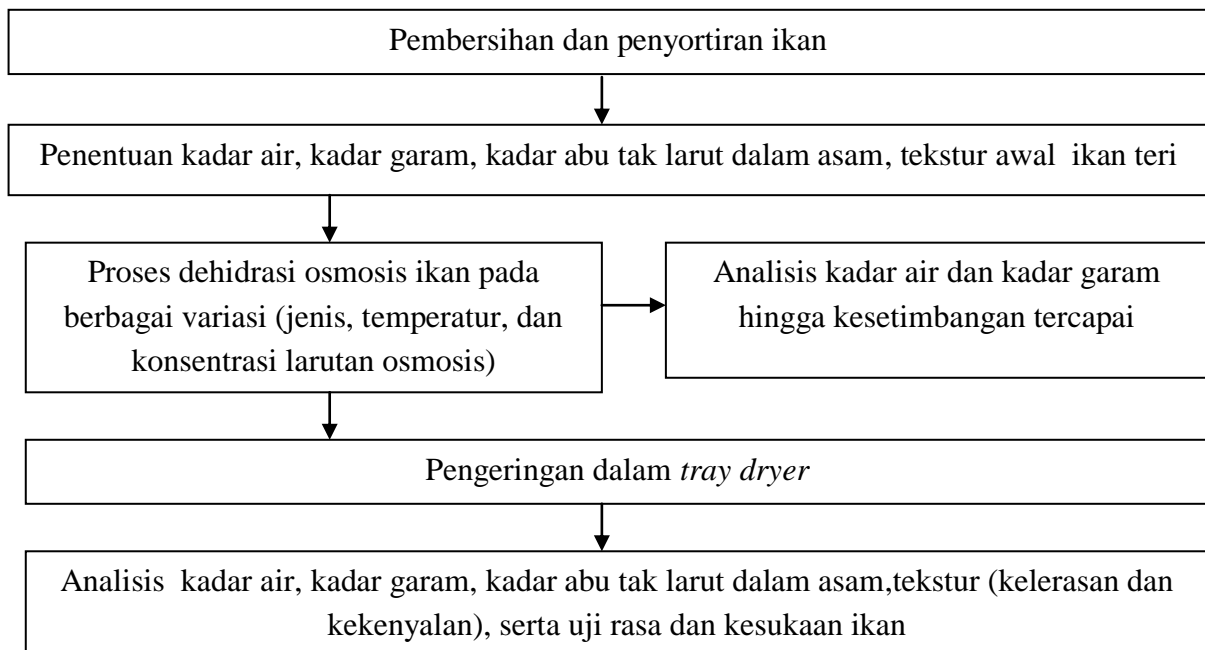 Pembersihan dan penyortiran ikan
Penentuan kadar air, kadar garam, kadar abu tak larut dalam asam, tekstur awal ikan teri
Proses dehidrasi osmosis ikan pada
berbagai variasi (jenis, temperatur, dan
konsentrasi larutan osmosis)
Analisis kadar air dan kadar garam
hingga kesetimbangan tercapai
Pengeringan dalam tray dryer
Analisis kadar air, kadar garam, kadar abu tak larut dalam asam,tekstur (kelerasan dan
kekenyalan), serta uji rasa dan kesukaan ikan